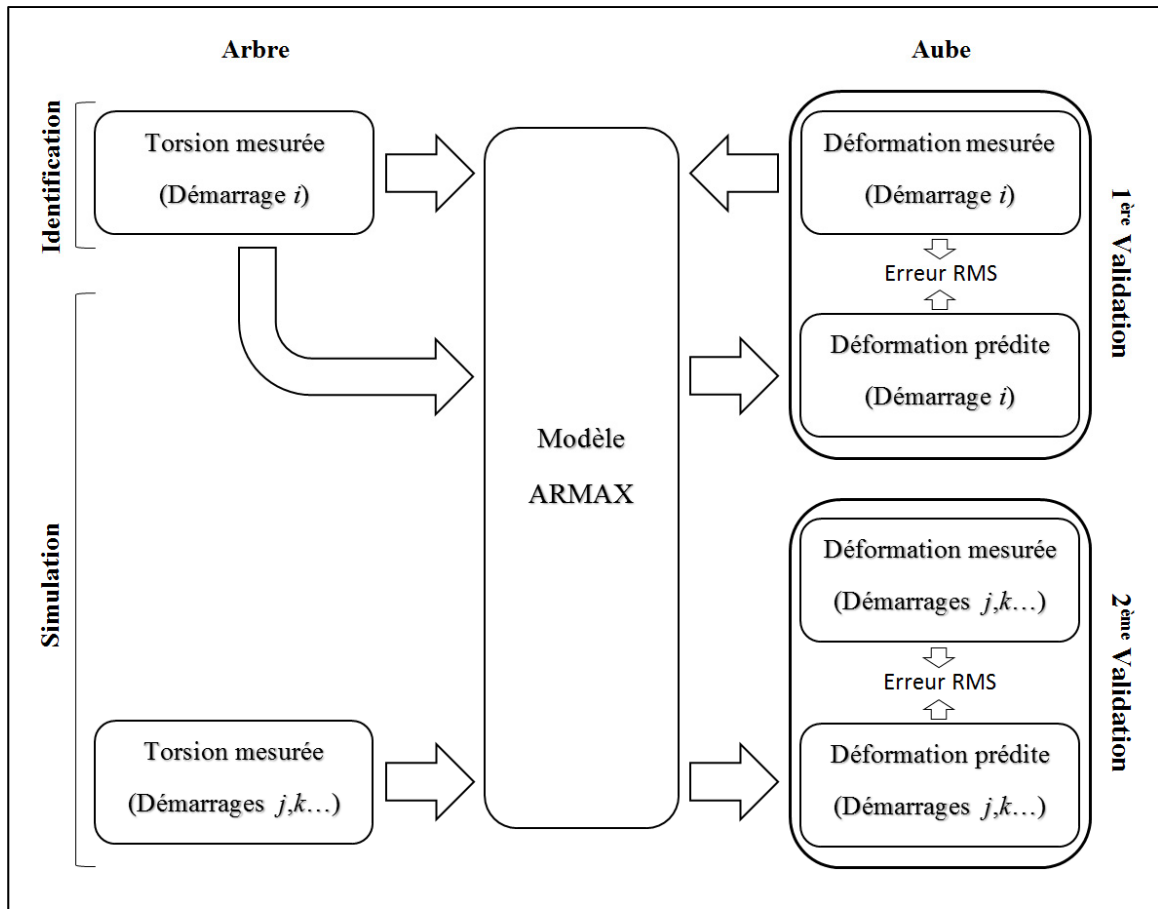 Arbre
Aube
Identification
Torsion mesurée
(Démarrage i)
Déformation mesurée
(Démarrage i)
Erreur RMS
Déformation prédite
(Démarrage i)
1ère Validation
Modèle
ARMAX
Simulation
Torsion mesurée
(Démarrages j,k…)
Déformation mesurée
(Démarrages j,k…)
Erreur RMS
Déformation prédite
(Démarrages j,k…)
2ème Validation